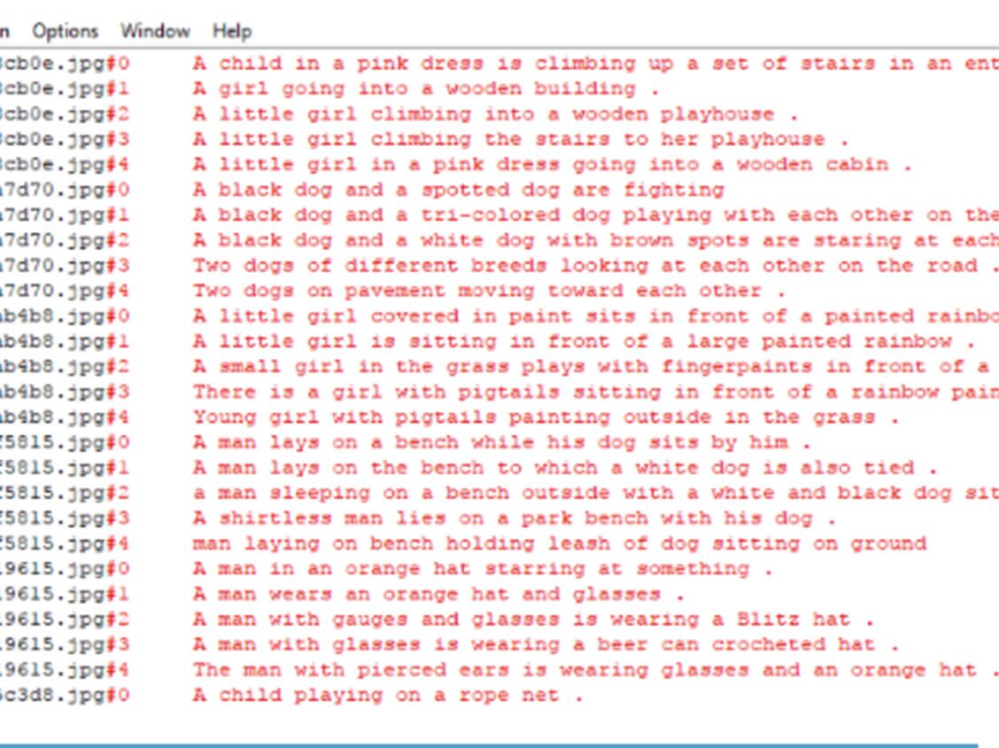 n Options Window Help
3cb0e.jpg#0 A child in a pink dress is climbing up a set of stairs in an ent
3cb0e.jpg#1 A girl going into a wooden building .
3cb0e.jpg#2 A little girl climbing into a wooden playhouse .
3cb0e.jpg#3 A little girl climbing the stairs to her playhouse .
3cb0e.jpg#4 A little girl in a pink dress going into a wooden cabin .
a7d70.jpg#0 A black dog and a spotted dog are fighting
a7d70.jpg#1 A black dog and a tri-colored dog playing with each other on the
a7d70.jpg#2 A black dog and a white dog with brown spots are staring at each
a7d70.jpg#3 Two dogs of different breeds looking at each other on the road .
a7d70.jpg#4 Two dogs on pavement moving toward each other .
ab4b8.jpg#0 A little girl covered in paint sits in front of a painted rainbo
ab4b8.jpg#1 A little girl is sitting in front of a large painted rainbow .
ab4b8.jpg#2 A small girl in the grass plays with fingerpaints in front of a
ab4b8.jpg#3 There is a girl with pigtails sitting in front of a rainbow pain
ab4b8.jpg#4 Young girl with pigtails painting outside in the grass .
f5815.jpg#0 A man lays on a bench while his dog sits by him .
f5815.jpg#1 A man lays on the bench to which a white dog is also tied .
f5815.jpg#2 a man sleeping on a bench outside with a white and black dog sit
f5815.jpg#3 A shirtless man lies on a park bench with his dog .
f5815.jpg#4 man laying on bench holding leash of dog sitting on ground
19615.jpg#0 A man in an orange hat starring at something .
19615.jpg#1 A man wears an orange hat and glasses .
19615.jpg#2 A man with gauges and glasses is wearing a Blitz hat .
19615.jpg#3 A man with glasses is wearing a beer can crocheted hat .
19615.jpg#4 The man with pierced ears is wearing glasses and an orange hat .
6c3d8.jpg#0 A child playing on a rope net .